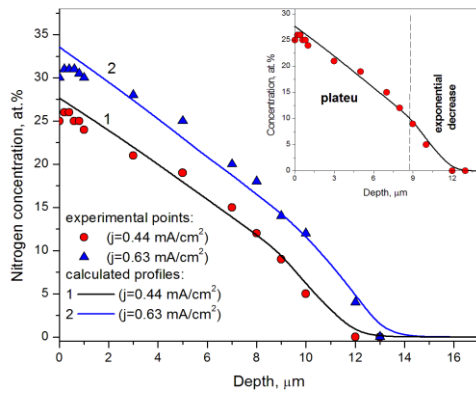 Nitrogen concentration, at.%
40
35
30
25
20
15
10
5
0
0
2
4
6
8
10
12
14
16
Depth, μm
1
2
experimental points:
(j=0.44 mA/cm²)
(j=0.63 mA/cm²)
calculated profiles:
1 (j=0.44 mA/cm²)
2 (j=0.63 mA/cm²)
Concentration, at.%
30
25
20
15
10
5
0
0
3
6
9
12
15
Depth, μm
plateu
exponential
decrease